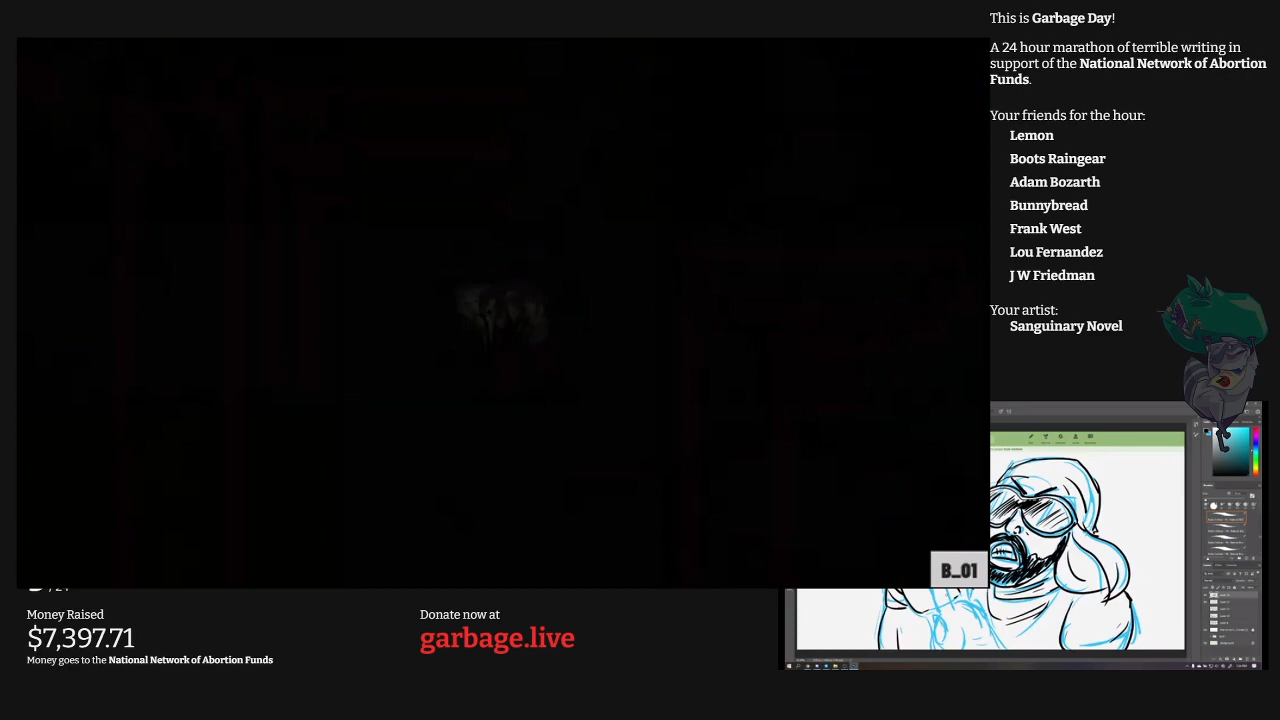 This is Garbage Day!
A 24 hour marathon of terrible writing in
support of the National Network of Abortion
Funds.
Your friends for the hour:
Lemon
Boots Raingear
Adam Bozarth
Bunnybread
Frank West
Lou Fernandez
J W Friedman
Your artist:
Sanguinary Novel
B_01
Money Raised
$7,397.71
Money goes to the National Network of Abortion Funds
Donate now at
garbage.live